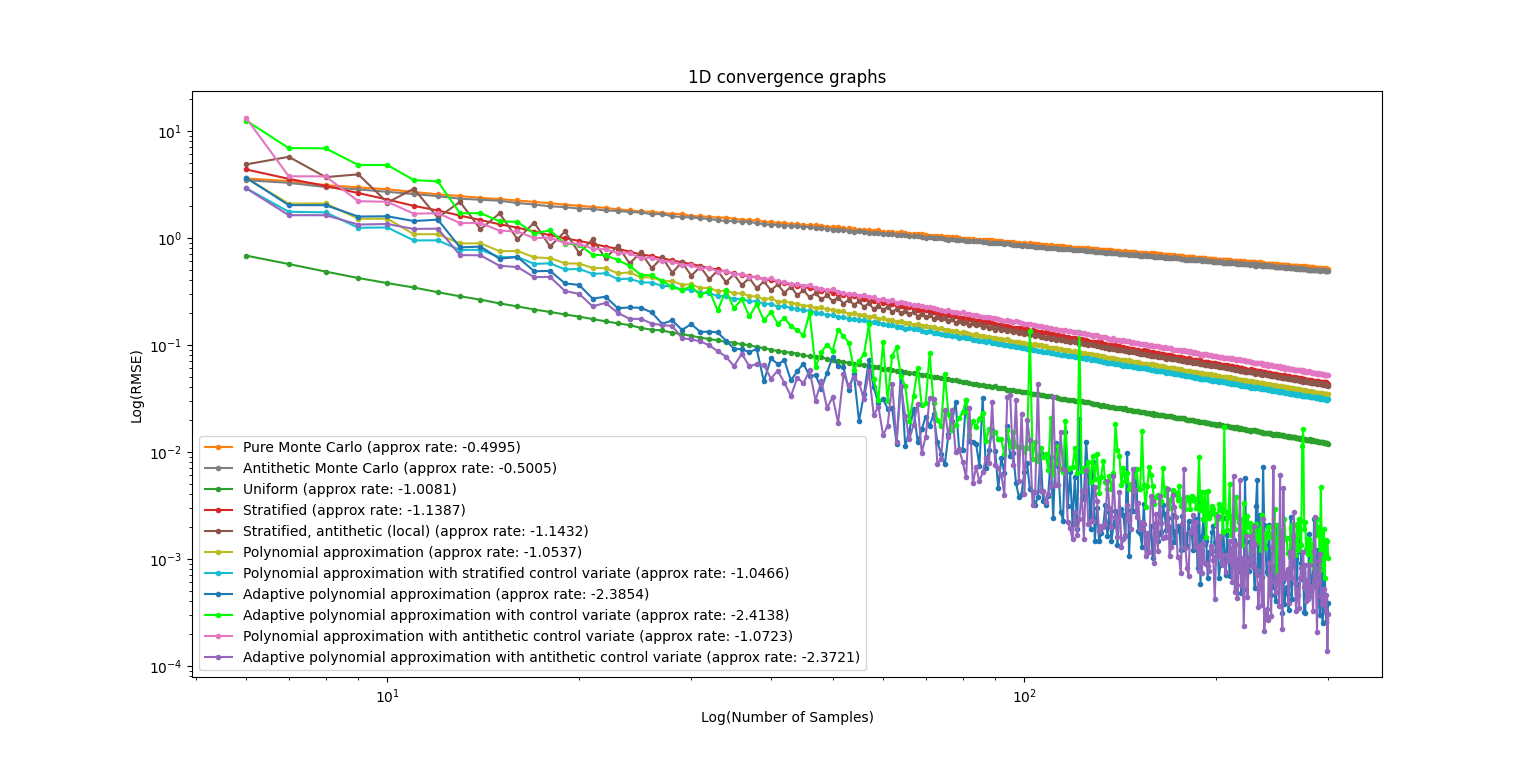 1D convergence graphs
Log(RMSE)
10¹
10⁰
10⁻¹
10⁻²
10⁻³
10⁻⁴
Pure Monte Carlo (approx rate: -0.4995)
Antithetic Monte Carlo (approx rate: -0.5005)
Uniform (approx rate: -1.0081)
Stratified (approx rate: -1.1387)
Stratified, antithetic (local) (approx rate: -1.1432)
Polynomial approximation (approx rate: -1.0537)
Polynomial approximation with stratified control variate (approx rate: -1.0466)
Adaptive polynomial approximation (approx rate: -2.3854)
Adaptive polynomial approximation with control variate (approx rate: -2.4138)
Polynomial approximation with antithetic control variate (approx rate: -1.0723)
Adaptive polynomial approximation with antithetic control variate (approx rate: -2.3721)
10¹
10²
Log(Number of Samples)